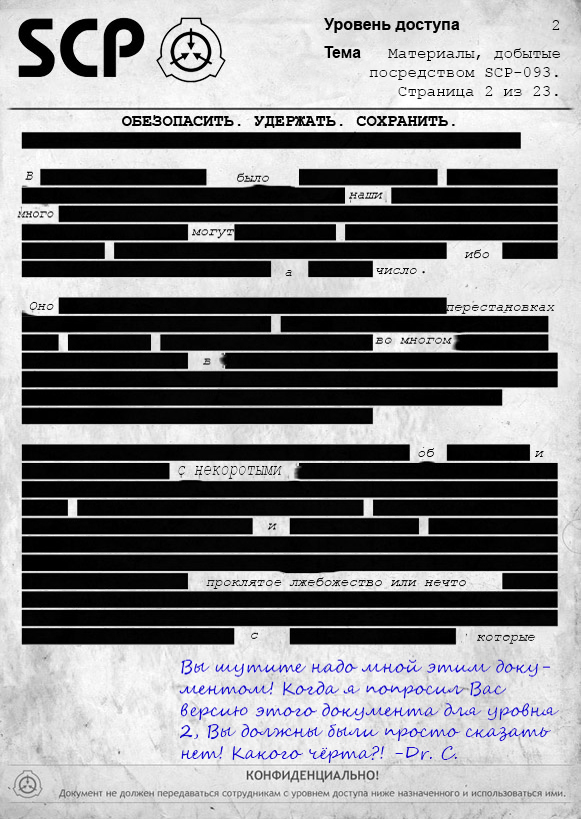 SCP
Уровень доступа 2
Тема Материалы, добытые
посредством SCP-093.
Страница 2 из 23.
ОБЕЗОПАСИТЬ. УДЕРЖАТЬ. СОХРАНИТЬ.
В было
наши
много
могут
ибо
а число.
Оно перестановках
во многом
в
об и
с некоротыми
и
проклятое лжебожество или нечто
с которые
Вы шутите надо мной этим доку-
ментом! Когда я попросил Вас
версию этого документа для уровня
2, Вы должны были просто сказать
нет! Какого чёрта?! -Dr. C.
КОНФИДЕНЦИАЛЬНО!
Документ не должен передаваться сотрудникам с уровнем доступа ниже назначенного и использоваться ими.